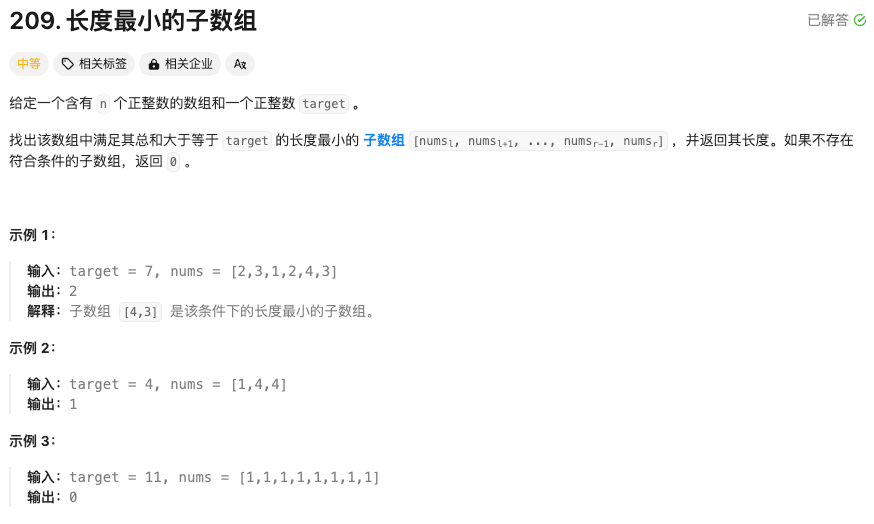 209. 长度最小的子数组
已解答
中等 相关标签 相关企业 Aあ
给定一个含有 n 个正整数的数组和一个正整数 target 。
找出该数组中满足其总和大于等于 target 的长度最小的 子数组 [numsl, numsl+1, ..., numsr-1, numsr] ，并返回其长度。如果不存在
符合条件的子数组，返回 0 。
示例 1：
输入：target = 7, nums = [2,3,1,2,4,3]
输出：2
解释：子数组 [4,3] 是该条件下的长度最小的子数组。
示例 2：
输入：target = 4, nums = [1,4,4]
输出：1
示例 3：
输入：target = 11, nums = [1,1,1,1,1,1,1,1]
输出：0